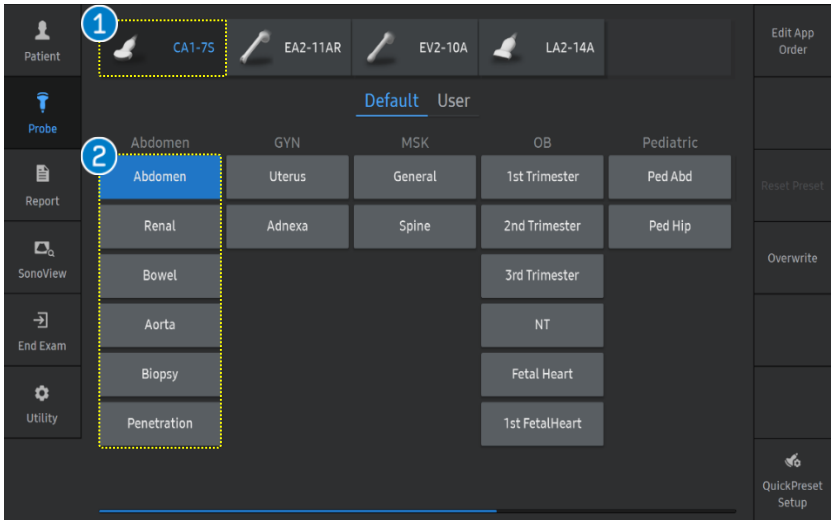 1
CA1-7S
EA2-11AR
EV2-10A
LA2-14A
Edit App
Order
Patient
Default
User
Probe
2
Abdomen
GYN
MSK
OB
Pediatric
Abdomen
Uterus
General
1st Trimester
Ped Abd
Reset Preset
Report
Renal
Adnexa
Spine
2nd Trimester
Ped Hip
Overwrite
SonoView
Bowel
3rd Trimester
End Exam
Aorta
NT
Biopsy
Fetal Heart
Utility
Penetration
1st FetalHeart
QuickPreset
Setup